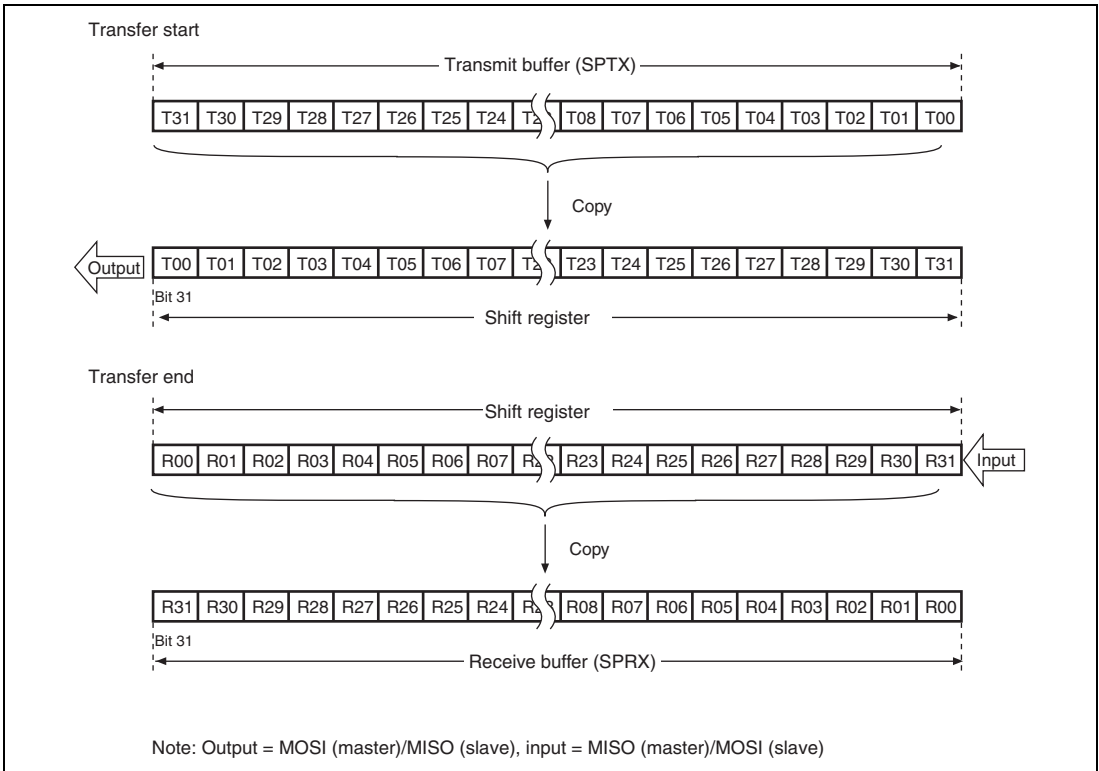 Transfer start
Transmit buffer (SPTX)
T31 T30 T29 T28 T27 T26 T25 T24 T08 T07 T06 T05 T04 T03 T02 T01 T00
Copy
Output T00 T01 T02 T03 T04 T05 T06 T07 T23 T24 T25 T26 T27 T28 T29 T30 T31
Bit 31
Shift register
Transfer end
Shift register
R00 R01 R02 R03 R04 R05 R06 R07 R23 R24 R25 R26 R27 R28 R29 R30 R31 Input
Copy
R31 R30 R29 R28 R27 R26 R25 R24 R08 R07 R06 R05 R04 R03 R02 R01 R00
Bit 31
Receive buffer (SPRX)
Note: Output = MOSI (master)/MISO (slave), input = MISO (master)/MOSI (slave)